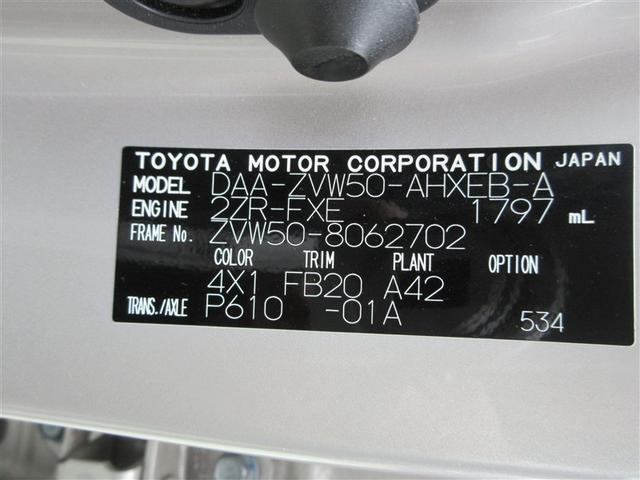 TOYOTA MOTOR CORPORATION JAPAN
MODEL DAA-ZVW50-AHXEB-A
ENGINE 2ZR-FXE 1797 mL
FRAME No. ZVW50-8062702
COLOR TRIM PLANT OPTION
4X1 FB20 A42
TRANS./AXLE P610 -01A 534